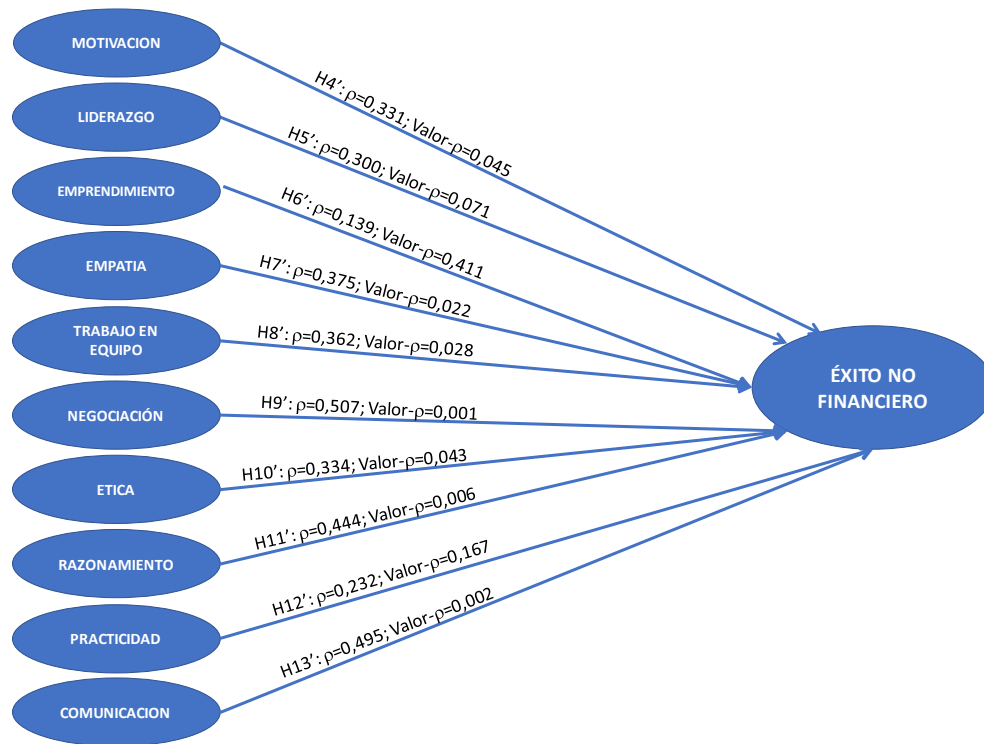 MOTIVACION
H4’: ρ=0,331; Valor-ρ=0,045
LIDERAZGO
H5’: ρ=0,300; Valor-ρ=0,071
EMPRENDIMIENTO
H6’: ρ=0,139; Valor-ρ=0,411
EMPATIA
H7’: ρ=0,375; Valor-ρ=0,022
TRABAJO EN
EQUIPO
H8’: ρ=0,362; Valor-ρ=0,028
ÉXITO NO
FINANCIERO
NEGOCIACIÓN
H9’: ρ=0,507; Valor-ρ=0,001
ETICA
H10’: ρ=0,334; Valor-ρ=0,043
RAZONAMIENTO
H11’: ρ=0,444; Valor-ρ=0,006
PRACTICIDAD
H12’: ρ=0,232; Valor-ρ=0,167
COMUNICACION
H13’: ρ=0,495; Valor-ρ=0,002